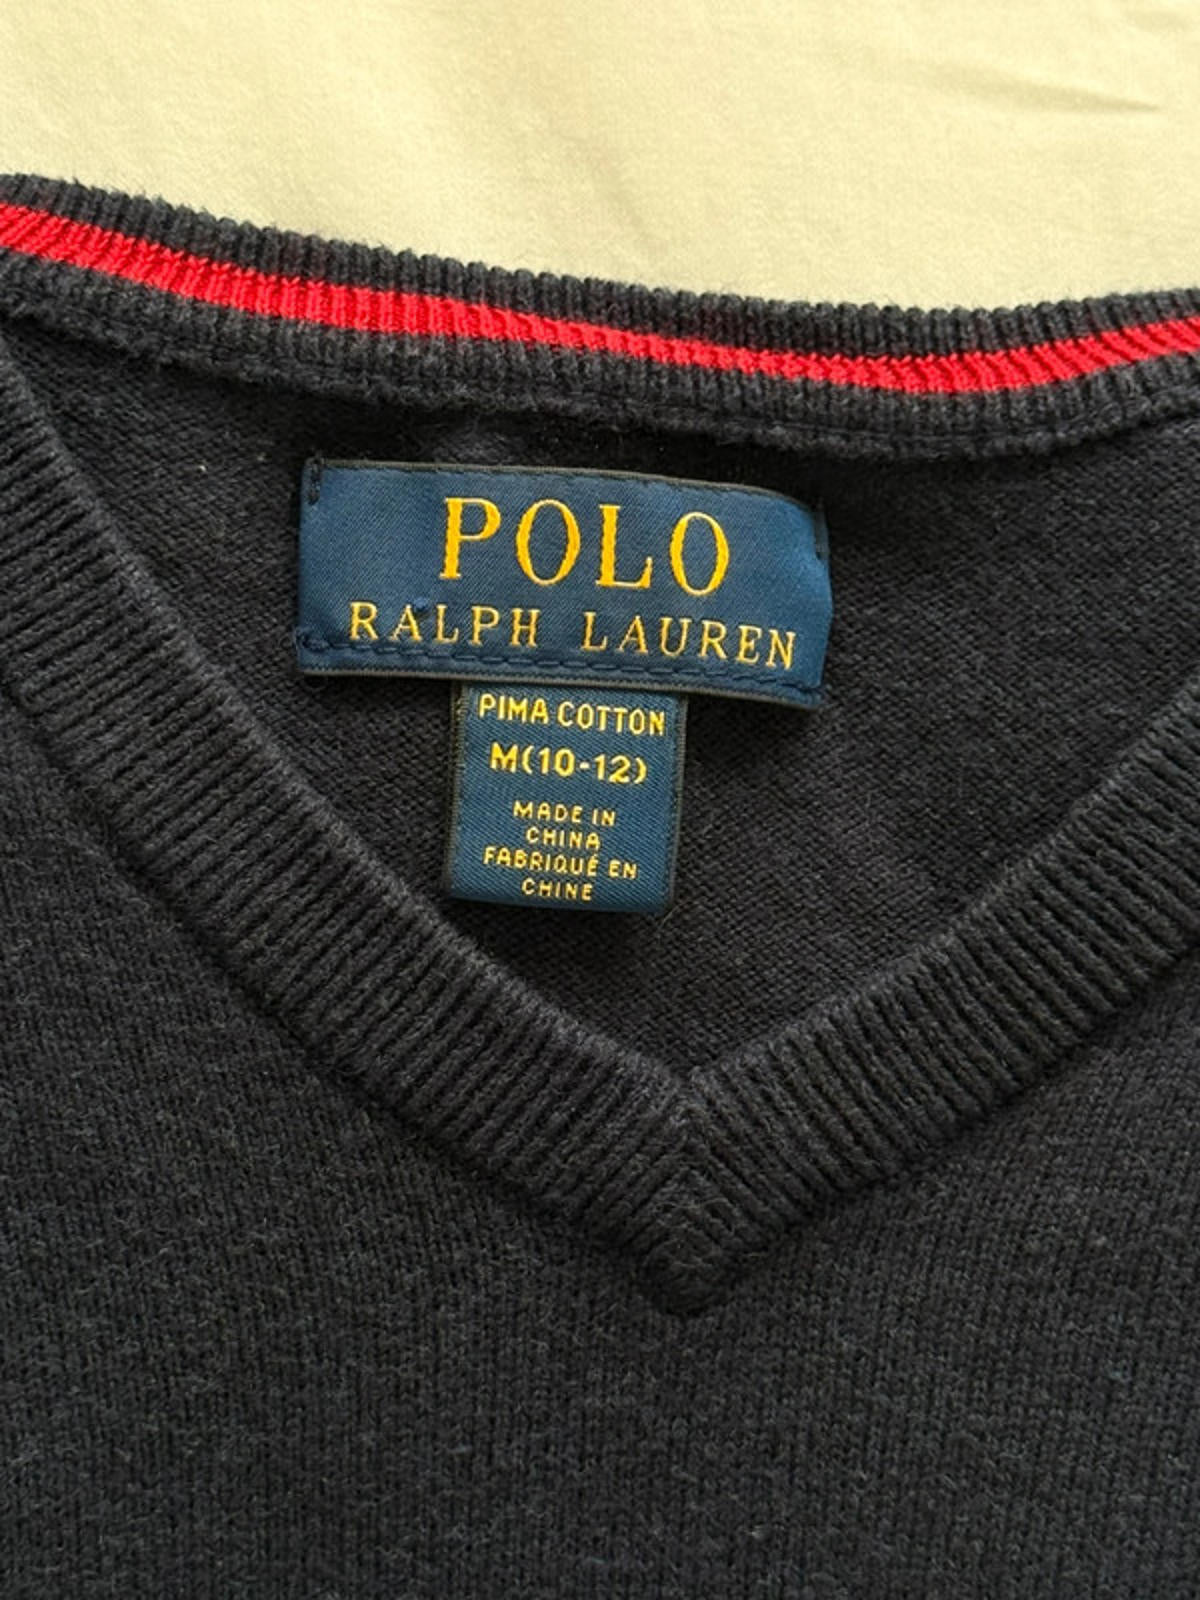 POLO
RALPH LAUREN
PIMA COTTON
M(10-12)
MADE IN
CHINA
FABRIQUÉ EN
CHINE